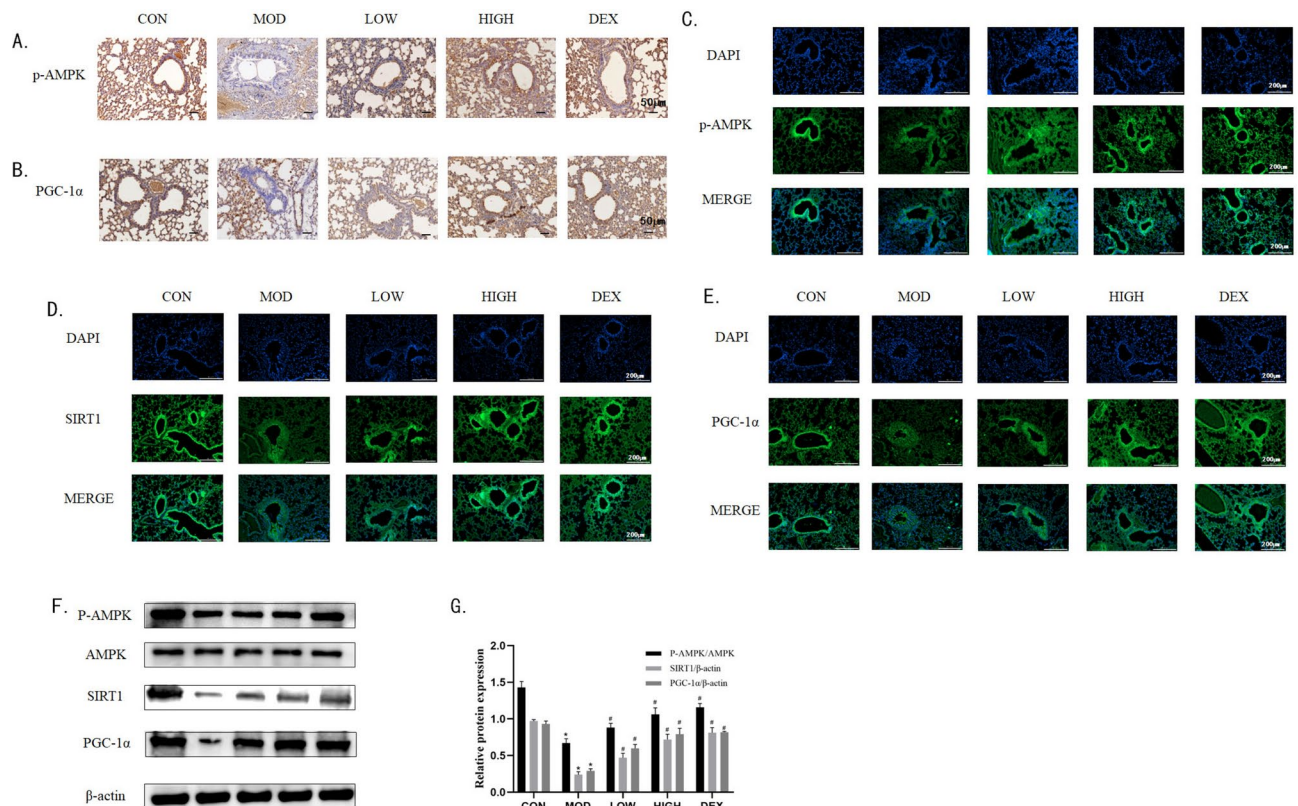 CON MOD LOW HIGH DEX
A.
p-AMPK
50μm
B.
PGC-1α
50μm
C.
DAPI
200μm
p-AMPK
200μm
MERGE
200μm
D.
CON MOD LOW HIGH DEX
DAPI
200μm
SIRT1
200μm
MERGE
200μm
E.
CON MOD LOW HIGH DEX
DAPI
200μm
PGC-1α
200μm
MERGE
200μm
F.
P-AMPK
AMPK
SIRT1
PGC-1α
β-actin
G.
Relative protein expression
2.0
1.5
1.0
0.5
0.0
P-AMPK/AMPK
SIRT1/β-actin
PGC-1α/β-actin
* * *
# # #
# # #
# # #
CON MOD LOW HIGH DEX